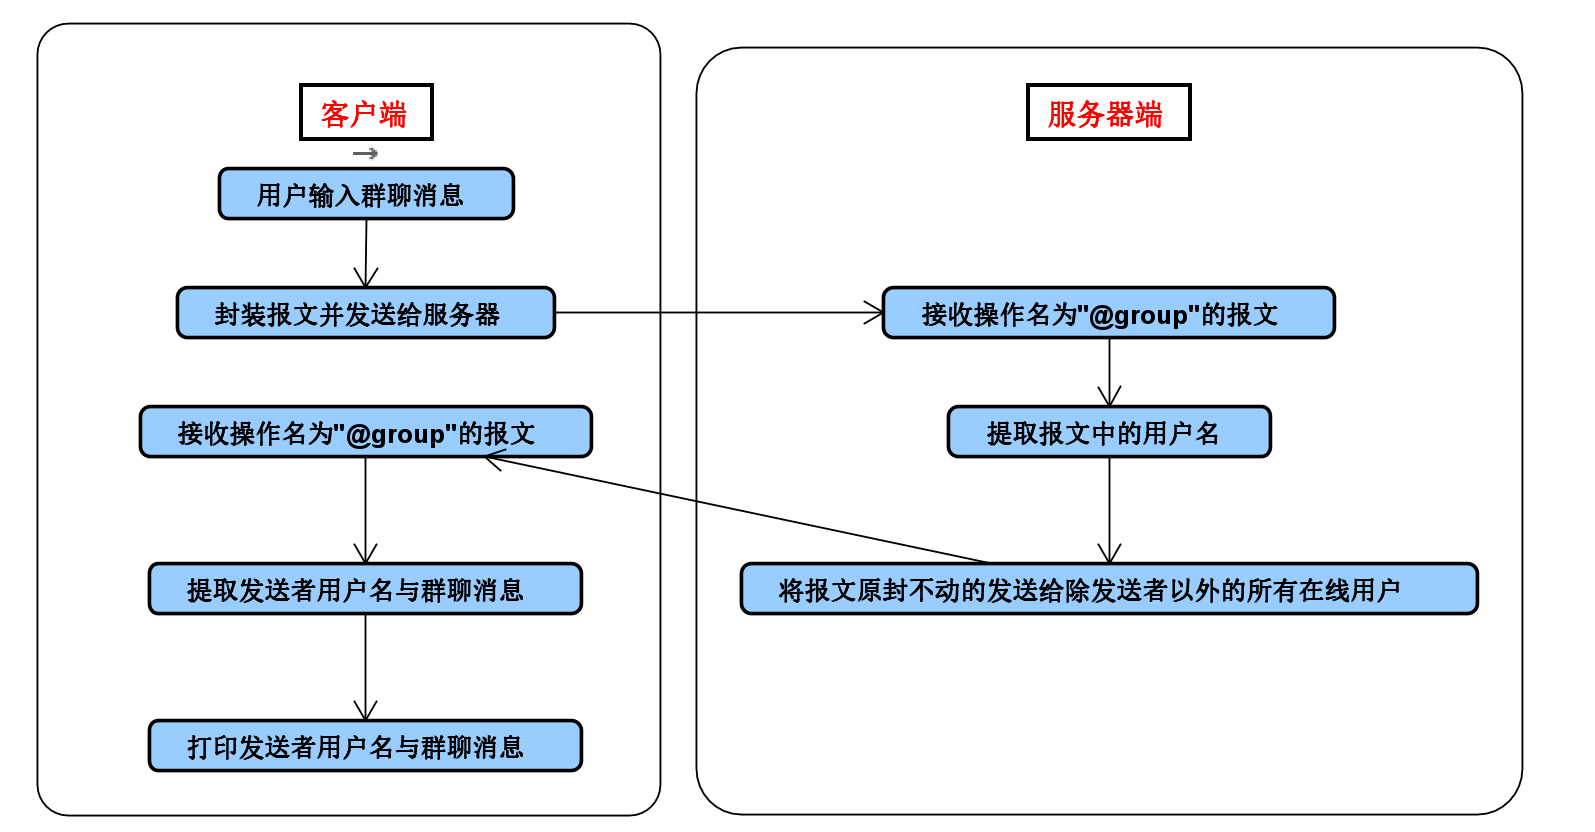 客户端
用户输入群聊消息
封装报文并发送给服务器
接收操作名为"@group"的报文
提取发送者用户名与群聊消息
打印发送者用户名与群聊消息
服务器端
接收操作名为"@group"的报文
提取报文中的用户名
将报文原封不动的发送给除发送者以外的所有在线用户